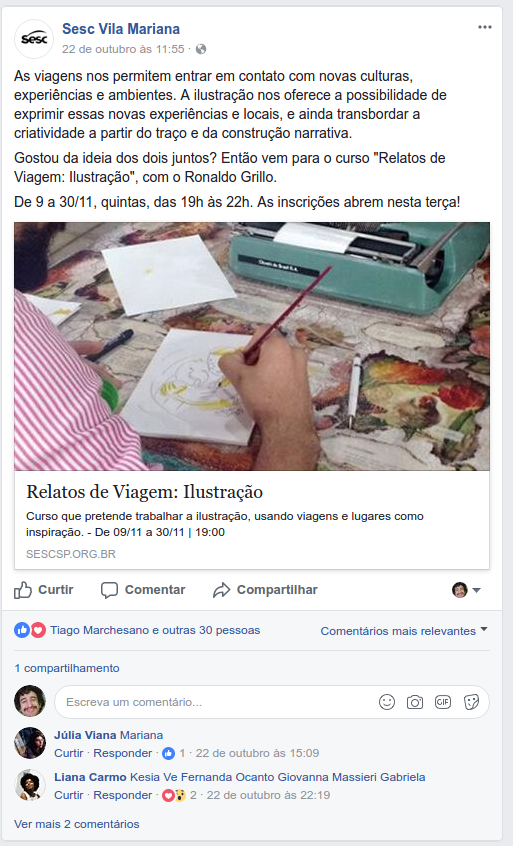 Sesc
Sesc Vila Mariana
22 de outubro às 11:55 ·
As viagens nos permitem entrar em contato com novas culturas,
experiências e ambientes. A ilustração nos oferece a possibilidade de
exprimir essas novas experiências e locais, e ainda transbordar a
criatividade a partir do traço e da construção narrativa.
Gostou da ideia dos dois juntos? Então vem para o curso "Relatos de
Viagem: Ilustração", com o Ronaldo Grillo.
De 9 a 30/11, quintas, das 19h às 22h. As inscrições abrem nesta terça!
Relatos de Viagem: Ilustração
Curso que pretende trabalhar a ilustração, usando viagens e lugares como
inspiração. - De 09/11 a 30/11 | 19:00
SESCSP.ORG.BR
Curtir Comentar Compartilhar
Tiago Marchesano e outras 30 pessoas Comentários mais relevantes
1 compartilhamento
Escreva um comentário... GIF
Júlia Viana Mariana
Curtir · Responder · 1 · 22 de outubro às 15:09
Liana Carmo Kesia Ve Fernanda Ocanto Giovanna Massieri Gabriela
Curtir · Responder · 2 · 22 de outubro às 22:19
Ver mais 2 comentários